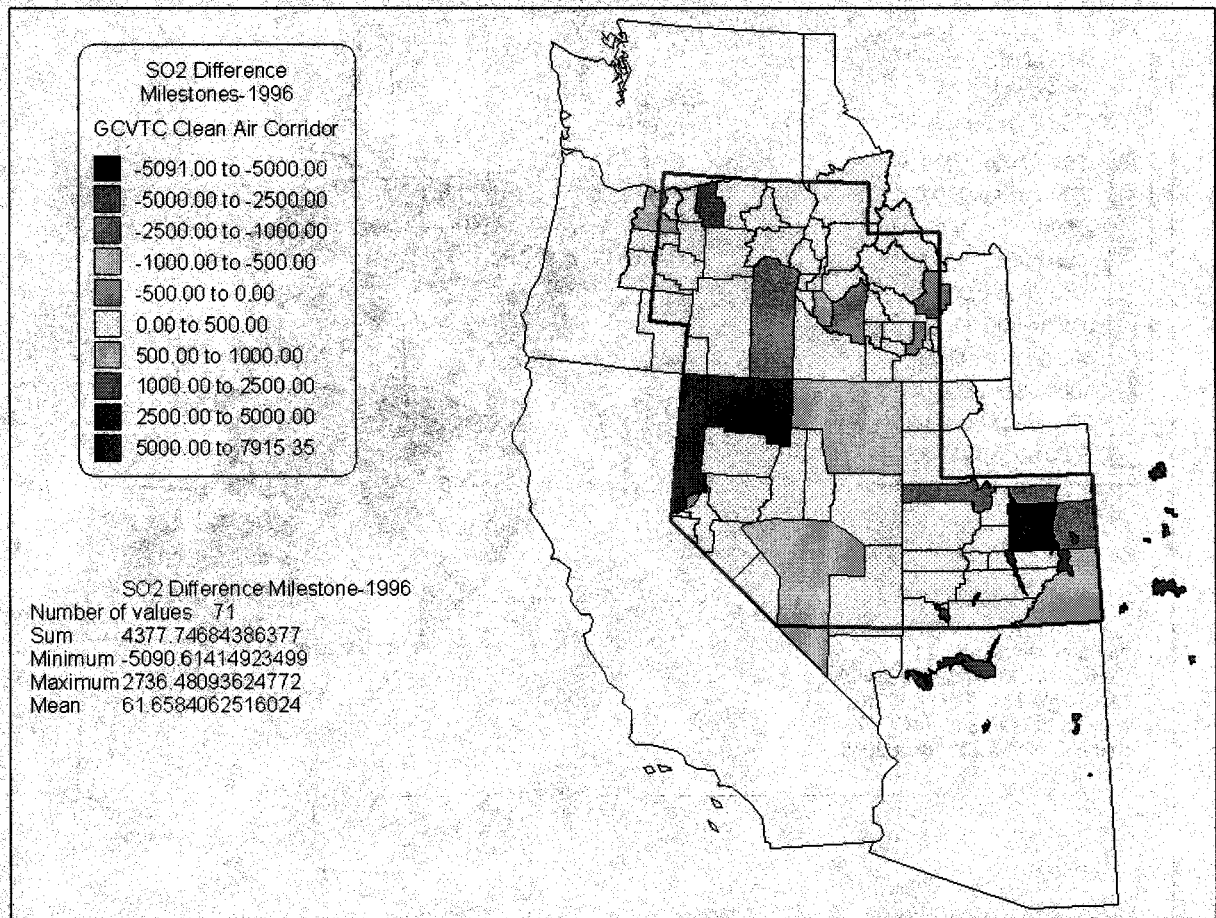 SO2 Difference
Milestones-1996
GCVTC Clean Air Corridor
-5091.00 to -5000.00
-5000.00 to -2500.00
-2500.00 to -1000.00
-1000.00 to -500.00
-500.00 to 0.00
0.00 to 500.00
500.00 to 1000.00
1000.00 to 2500.00
2500.00 to 5000.00
5000.00 to 7915.35
SO2 Difference Milestone-1996
Number of values 71
Sum 4377.74684386377
Minimum -5090.61414923499
Maximum 2736.48093624772
Mean 61.6584062516024